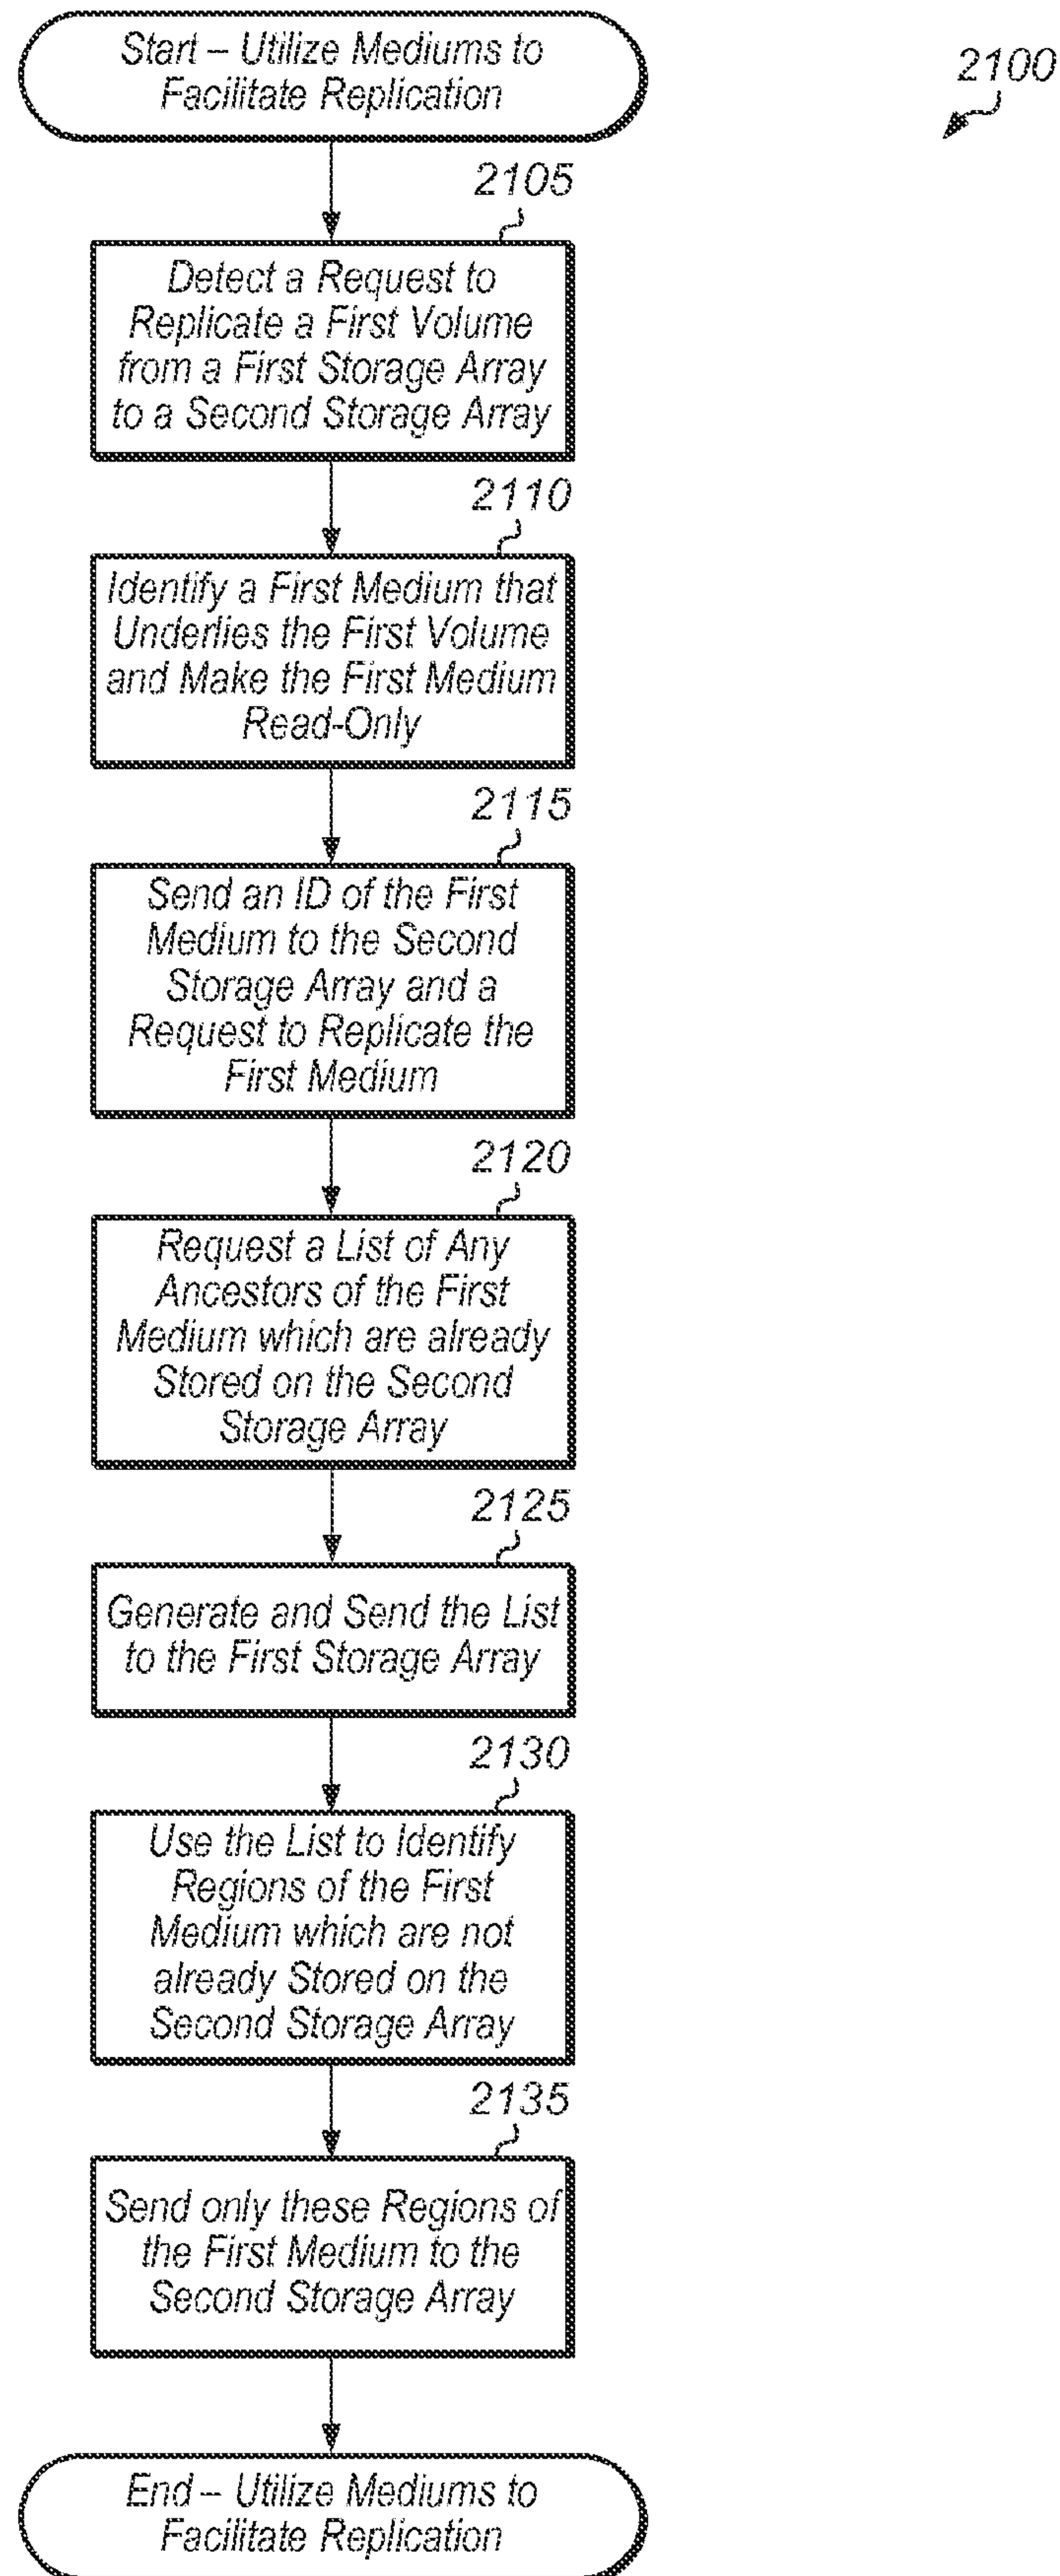 Start – Utilize Mediums to
Facilitate Replication
2100
2105
Detect a Request to
Replicate a First Volume
from a First Storage Array
to a Second Storage Array
2110
Identify a First Medium that
Underlies the First Volume
and Make the First Medium
Read-Only
2115
Send an ID of the First
Medium to the Second
Storage Array and a
Request to Replicate the
First Medium
2120
Request a List of Any
Ancestors of the First
Medium which are already
Stored on the Second
Storage Array
2125
Generate and Send the List
to the First Storage Array
2130
Use the List to Identify
Regions of the First
Medium which are not
already Stored on the
Second Storage Array
2135
Send only these Regions of
the First Medium to the
Second Storage Array
End – Utilize Mediums to
Facilitate Replication